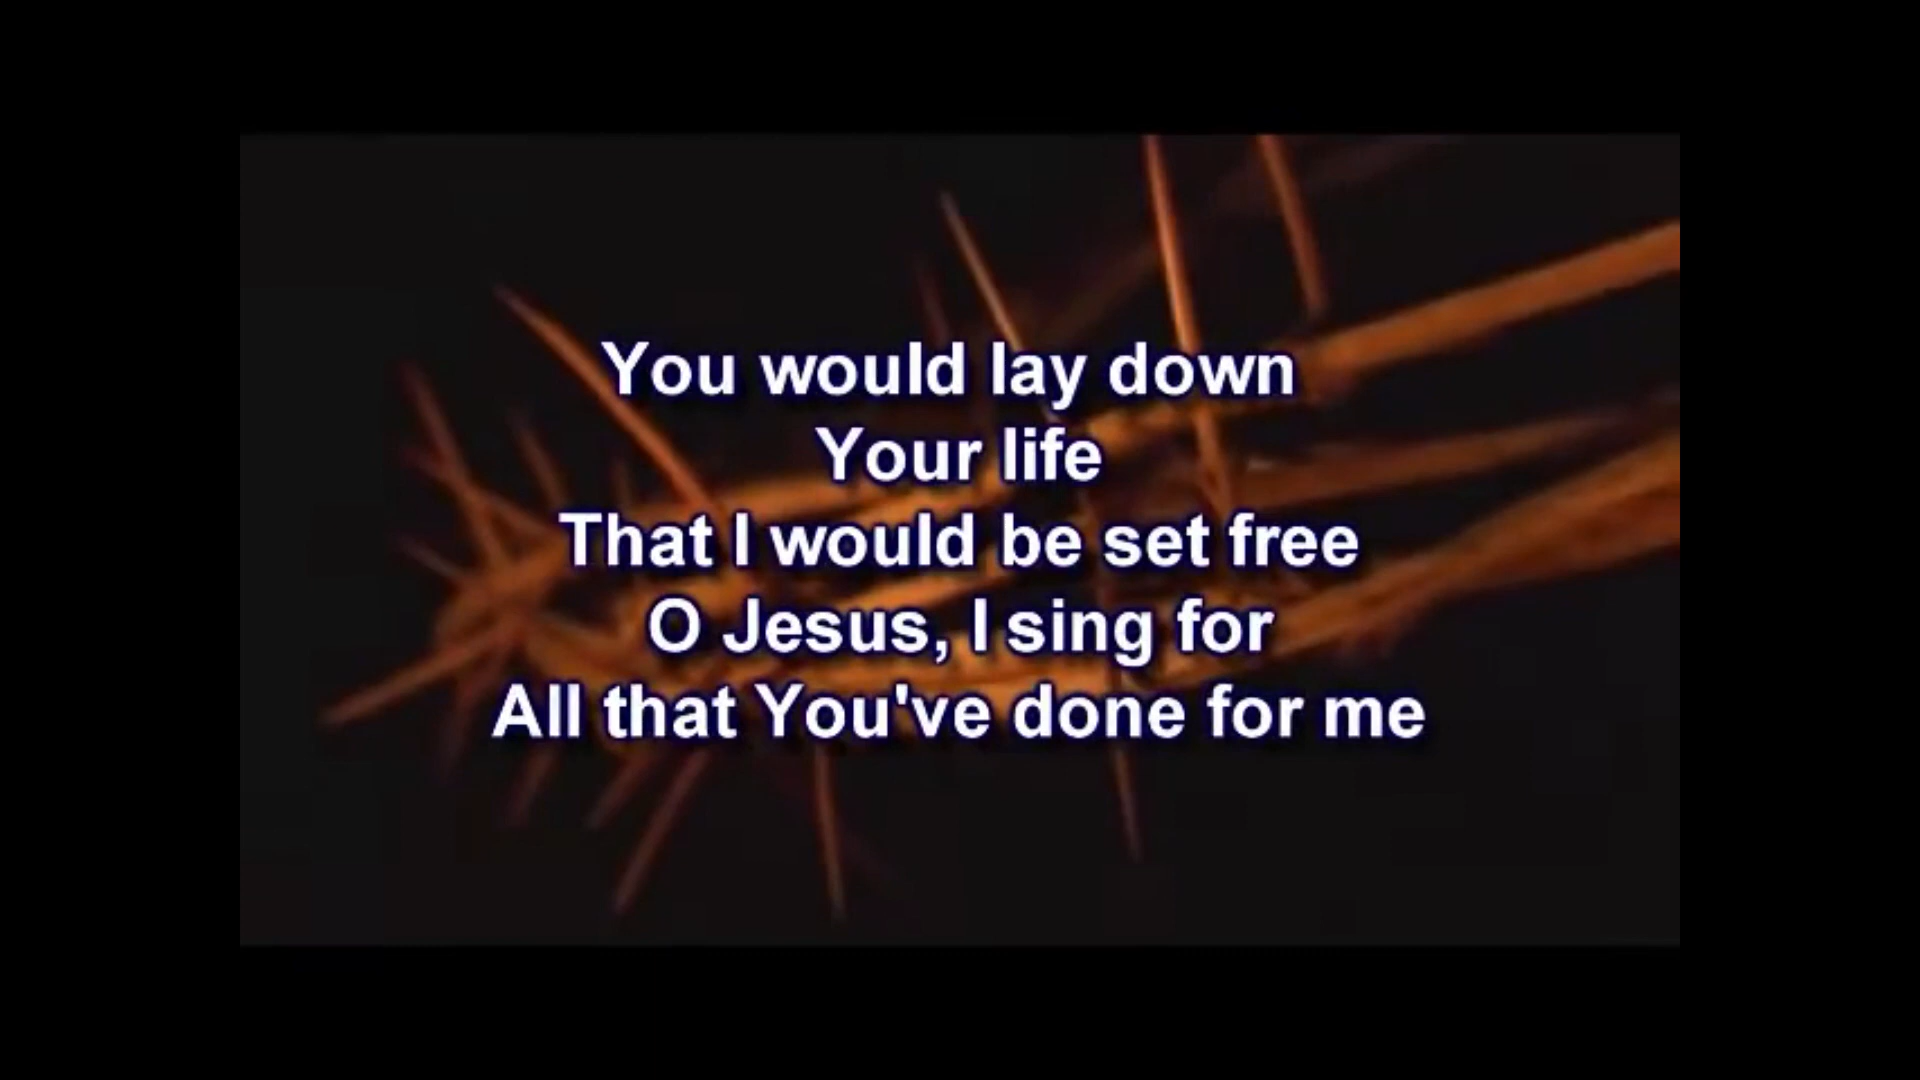 You would lay down
Your life
That I would be set free
O Jesus, I sing for
All that You've done for me